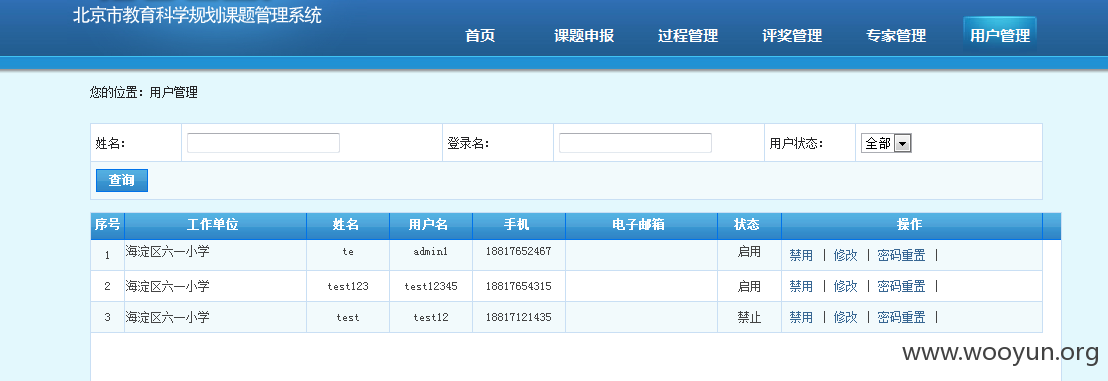 北京市教育科学规划课题管理系统
首页 课题申报 过程管理 评奖管理 专家管理 用户管理
您的位置：用户管理
姓名： 登录名： 用户状态： 全部
查询
序号 工作单位 姓名 用户名 手机 电子邮箱 状态 操作
1 海淀区六一小学 te admin1 18817652467 启用 禁用 | 修改 | 密码重置 |
2 海淀区六一小学 test123 test12345 18817654315 启用 禁用 | 修改 | 密码重置 |
3 海淀区六一小学 test test12 18817121435 禁止 禁用 | 修改 | 密码重置 |
www.wooyun.org